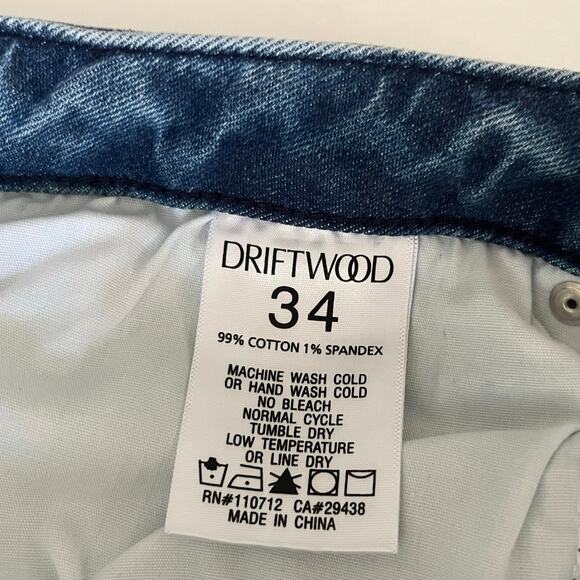 DRIFTWOOD
34
99% COTTON 1% SPANDEX
MACHINE WASH COLD
OR HAND WASH COLD
NO BLEACH
NORMAL CYCLE
TUMBLE DRY
LOW TEMPERATURE
OR LINE DRY
RN#110712 CA#29438
MADE IN CHINA